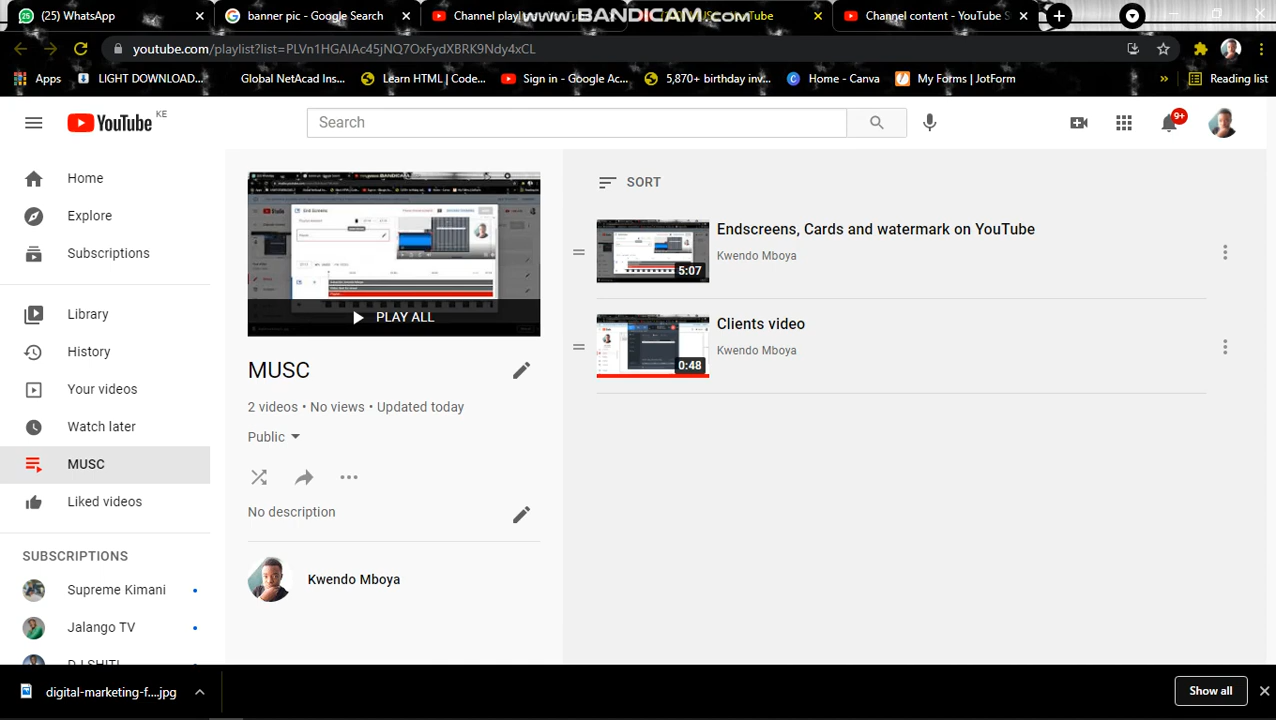 (25) WhatsApp
banner pic - Google Search
Channel pl
Tube
Channel content - YouTube S
www.BANDICAM.com
youtube.com/playlist?list=PLVn1HGAIAc45jNQ7OxFydXBRK9Ndy4xCL
Apps
LIGHT DOWNLOAD...
Global NetAcad Ins...
Learn HTML | Code...
Sign in - Google Ac...
5,870+ birthday inv...
Home - Canva
My Forms | JotForm
»
Reading list
YouTube KE
Search
9+
Home
Explore
Subscriptions
Library
History
Your videos
Watch later
MUSC
Liked videos
SUBSCRIPTIONS
Supreme Kimani
Jalango TV
DJ SHITI
PLAY ALL
MUSC
2 videos • No views • Updated today
Public
No description
Kwendo Mboya
SORT
Endscreens, Cards and watermark on YouTube
Kwendo Mboya
5:07
Clients video
Kwendo Mboya
0:48
digital-marketing-f....jpg
Show all